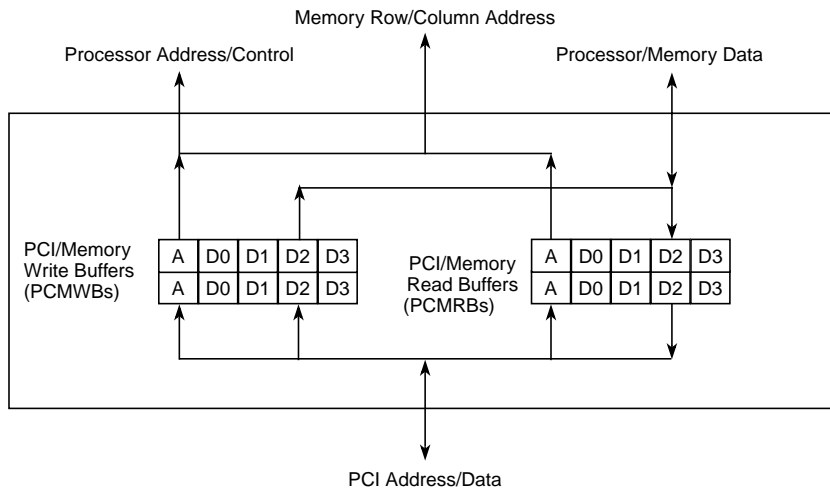 Memory Row/Column Address
Processor Address/Control
Processor/Memory Data
PCI/Memory
Write Buffers
(PCMWBs)
A D0 D1 D2 D3
A D0 D1 D2 D3
PCI/Memory
Read Buffers
(PCMRBs)
A D0 D1 D2 D3
A D0 D1 D2 D3
PCI Address/Data